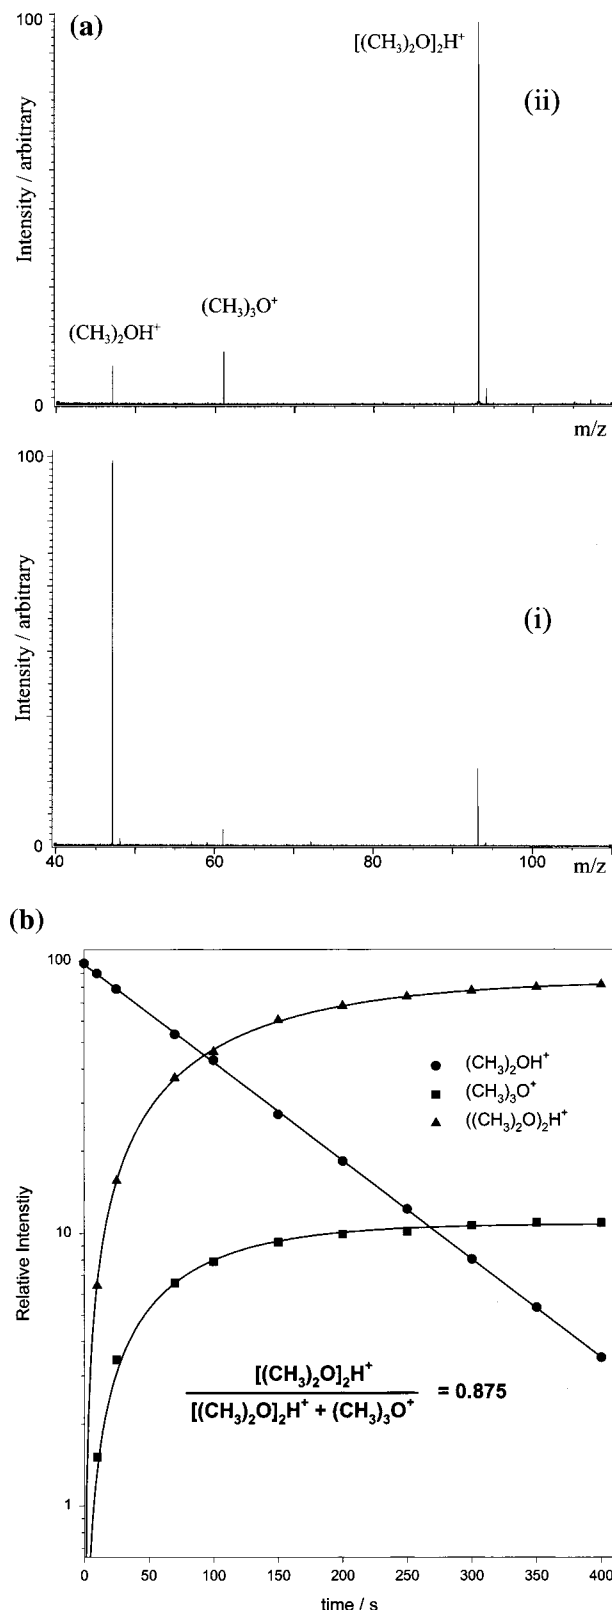 (a)
100
[(CH₃)₂O]₂H⁺
(ii)
Intensity / arbitrary
(CH₃)₃O⁺
(CH₃)₂OH⁺
0
m/z
100
(i)
Intensity / arbitrary
0
40 60 80 100 m/z
(b)
100
(CH₃)₂OH⁺
(CH₃)₃O⁺
((CH₃)₂O)₂H⁺
Relative Intenstiy
10
[(CH₃)₂O]₂H⁺
[(CH₃)₂O]₂H⁺ + (CH₃)₃O⁺ = 0.875
1
0 50 100 150 200 250 300 350 400
time / s